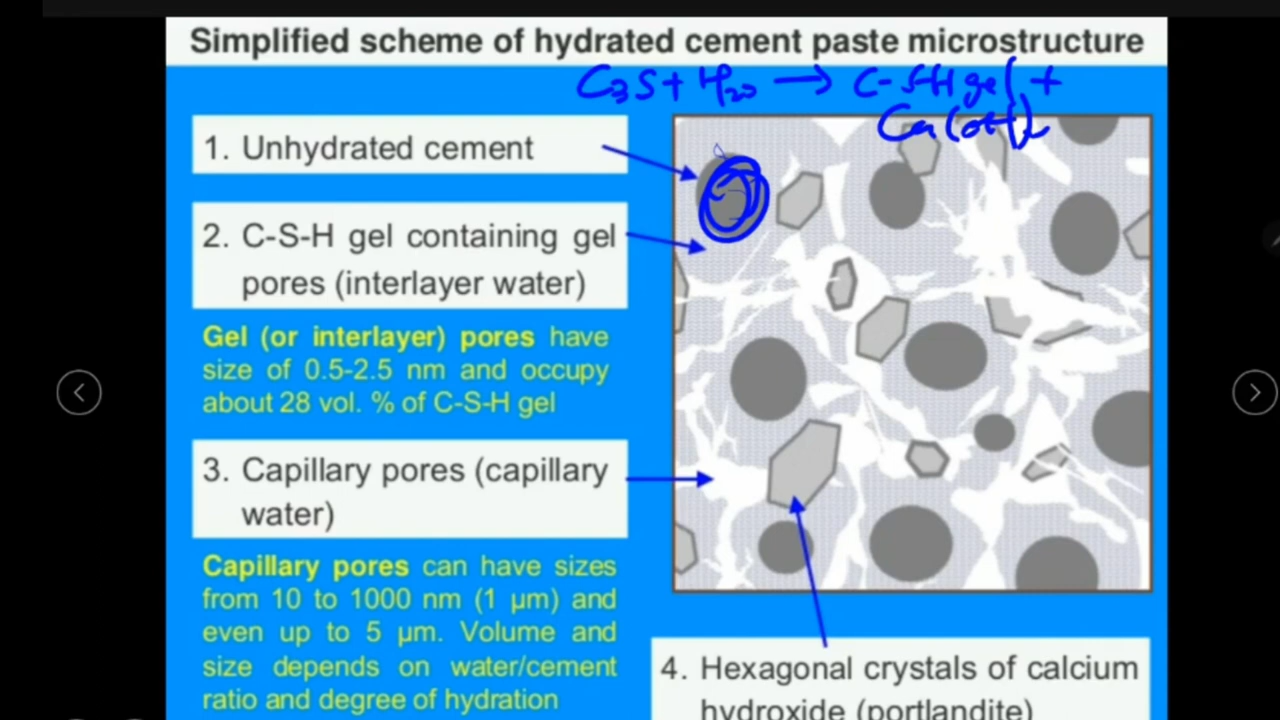 Simplified scheme of hydrated cement paste microstructure
C3S + H2O → C-S-H gel +
Ca(OH)2
1. Unhydrated cement
2. C-S-H gel containing gel
pores (interlayer water)
Gel (or interlayer) pores have
size of 0.5-2.5 nm and occupy
about 28 vol. % of C-S-H gel
3. Capillary pores (capillary
water)
Capillary pores can have sizes
from 10 to 1000 nm (1 µm) and
even up to 5 µm. Volume and
size depends on water/cement
ratio and degree of hydration
4. Hexagonal crystals of calcium
hydroxide (portlandite)